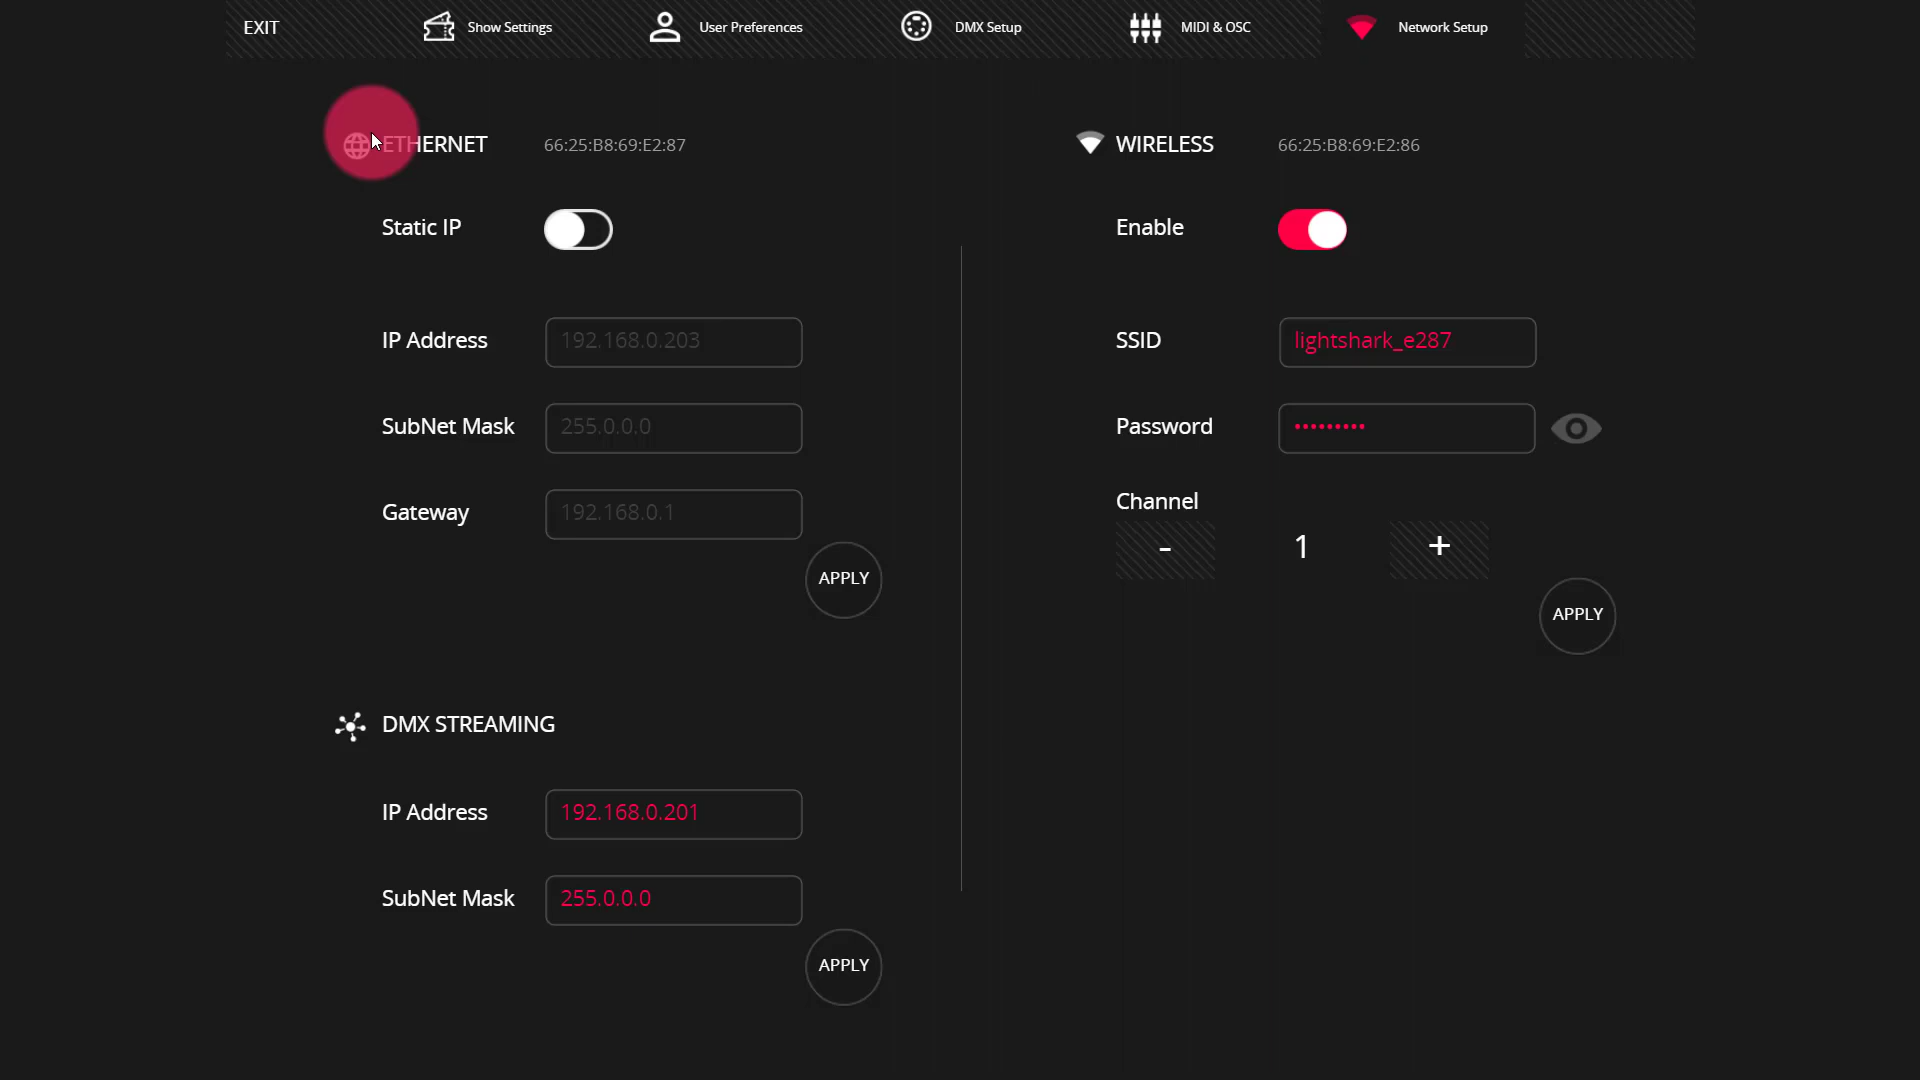 EXIT
Show Settings
User Preferences
DMX Setup
MIDI & OSC
Network Setup
ETHERNET 66:25:B8:69:E2:87
Static IP
IP Address 192.168.0.203
SubNet Mask 255.0.0.0
Gateway 192.168.0.1
APPLY
DMX STREAMING
IP Address 192.168.0.201
SubNet Mask 255.0.0.0
APPLY
WIRELESS 66:25:B8:69:E2:86
Enable
SSID lightshark_e287
Password •••••••••
Channel
- 1 +
APPLY